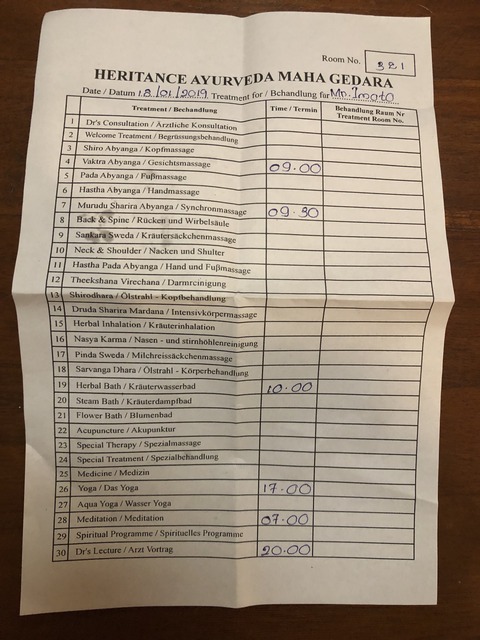 Room No. 321
HERITANCE AYURVEDA MAHA GEDARA
Date / Datum 18/01/2019 Treatment for / Behandlung für Mr.
Treatment / Bechandlung Time / Termin Behandlung Raum Nr
Treatment Room No.
1 Dr's Consultation / Ärztliche Konsultation
2 Welcome Treatment / Begrüssungsbehandlung
3 Shiro Abhyanga / Kopfmassage
4 Vaktra Abyanga / Gesichtsmassage 09.00
5 Pada Abyanga / Fußmassage
6 Hastha Abyanga / Handmassage
7 Murudu Sharira Abyanga / Synchronmassage 09.30
8 Back & Spine / Rücken und Wirbelsäule
9 Sankara Sweda / Kräutersäckchenmassage
10 Neck & Shoulder / Nacken und Shulter
11 Hastha Pada Abyanga / Hand und Fußmassage
12 Theekshana Virechana / Darmreinigung
13 Shirodhara / Ölstrahl - Kopfbehandlung
14 Druda Sharira Mardana / Intensivkörpermassage
15 Herbal Inhalation / Kräuterinhalation
16 Nasya Karma / Nasen - und stirnhöhlenreinigung
17 Pinda Sweda / Milchreissäckchenmassage
18 Sarvanga Dhara / Ölstrahl - Körperbehandlung
19 Herbal Bath / Kräuterwasserbad 10.00
20 Steam Bath / Kräuterdampfbad
21 Flower Bath / Blumenbad
22 Acupuncture / Akupunktur
23 Special Therapy / Spezialmassage
24 Special Treatment / Spezialbehandlung
25 Medicine / Medizin
26 Yoga / Das Yoga 17.00
27 Aqua Yoga / Wasser Yoga
28 Meditation / Meditation 07.00
29 Spiritual Programme / Spirituelles Programme
30 Dr's Lecture / Arzt Vortrag 20.00